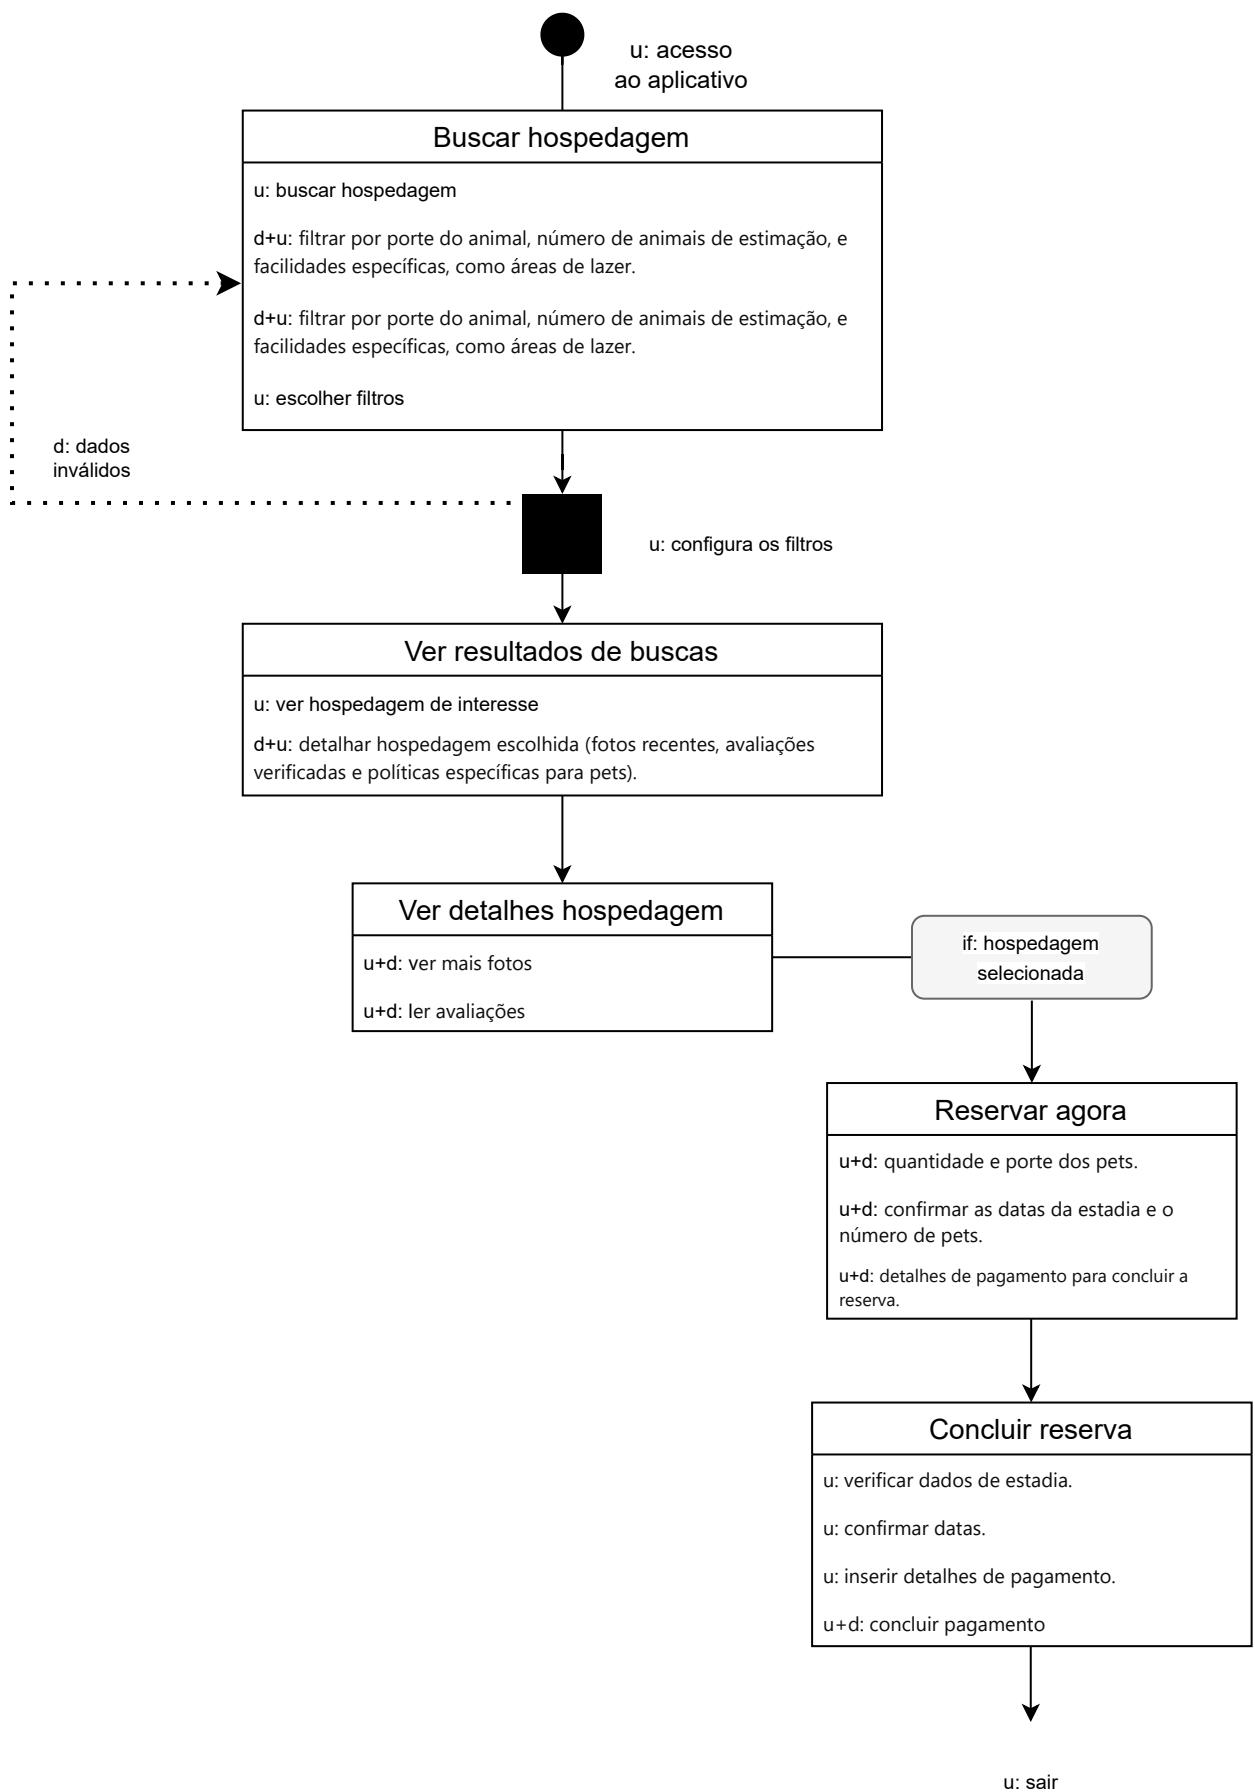 u: acesso
ao aplicativo
Buscar hospedagem
u: buscar hospedagem
d+u: filtrar por porte do animal, número de animais de estimação, e
facilidades específicas, como áreas de lazer.
d+u: filtrar por porte do animal, número de animais de estimação, e
facilidades específicas, como áreas de lazer.
u: escolher filtros
d: dados
inválidos
u: configura os filtros
Ver resultados de buscas
u: ver hospedagem de interesse
d+u: detalhar hospedagem escolhida (fotos recentes, avaliações
verificadas e políticas específicas para pets).
Ver detalhes hospedagem
u+d: ver mais fotos
u+d: ler avaliações
if: hospedagem
selecionada
Reservar agora
u+d: quantidade e porte dos pets.
u+d: confirmar as datas da estadia e o
número de pets.
u+d: detalhes de pagamento para concluir a
reserva.
Concluir reserva
u: verificar dados de estadia.
u: confirmar datas.
u: inserir detalhes de pagamento.
u+d: concluir pagamento
u: sair